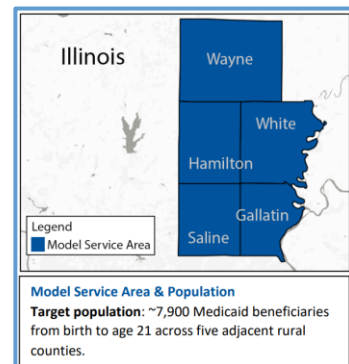 Illinois
Wayne
White
Hamilton
Gallatin
Saline
Legend
Model Service Area
Model Service Area & Population
Target population: ~7,900 Medicaid beneficiaries
from birth to age 21 across five adjacent rural
counties.